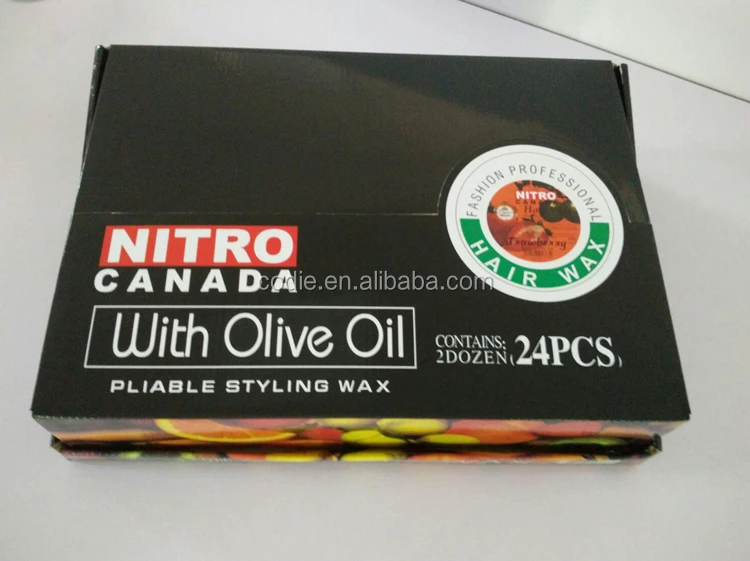 FASHION PROFESSIONAL
NITRO
CANADA
HAIR WAX
NITRO
CANADA
codie.en.alibaba.com
With Olive Oil
PLIABLE STYLING WAX
CONTAINS:
2DOZEN(24PCS)